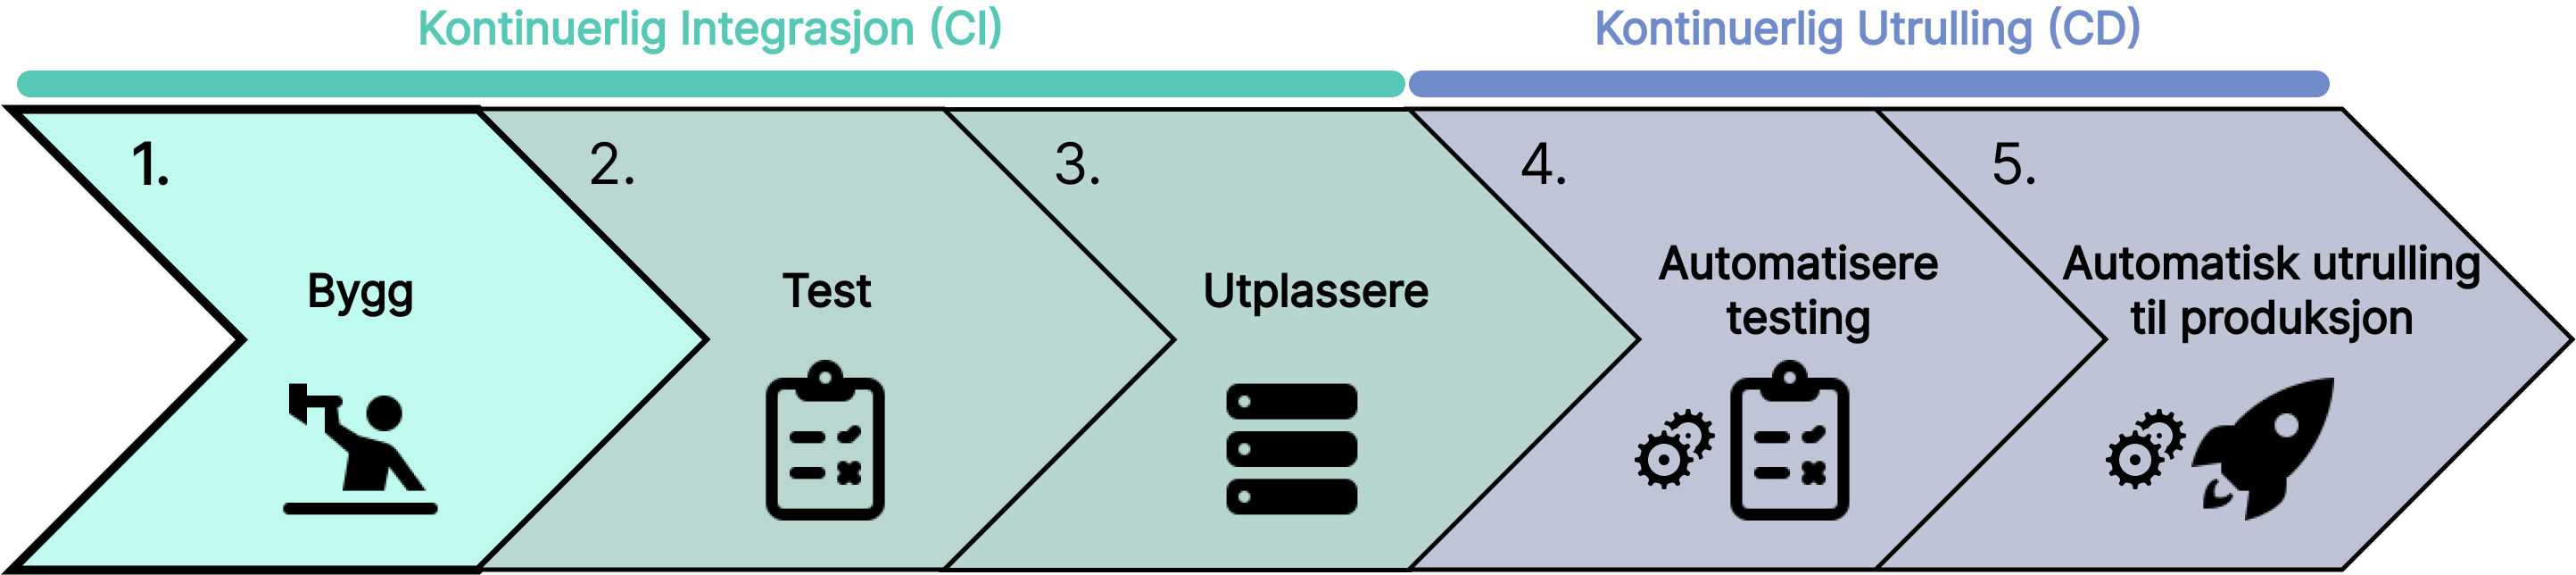 Kontinuerlig Integrasjon (CI)
Kontinuerlig Utrulling (CD)
1.
Bygg
2.
Test
3.
Utplassere
4.
Automatisere
testing
5.
Automatisk utrulling
til produksjon